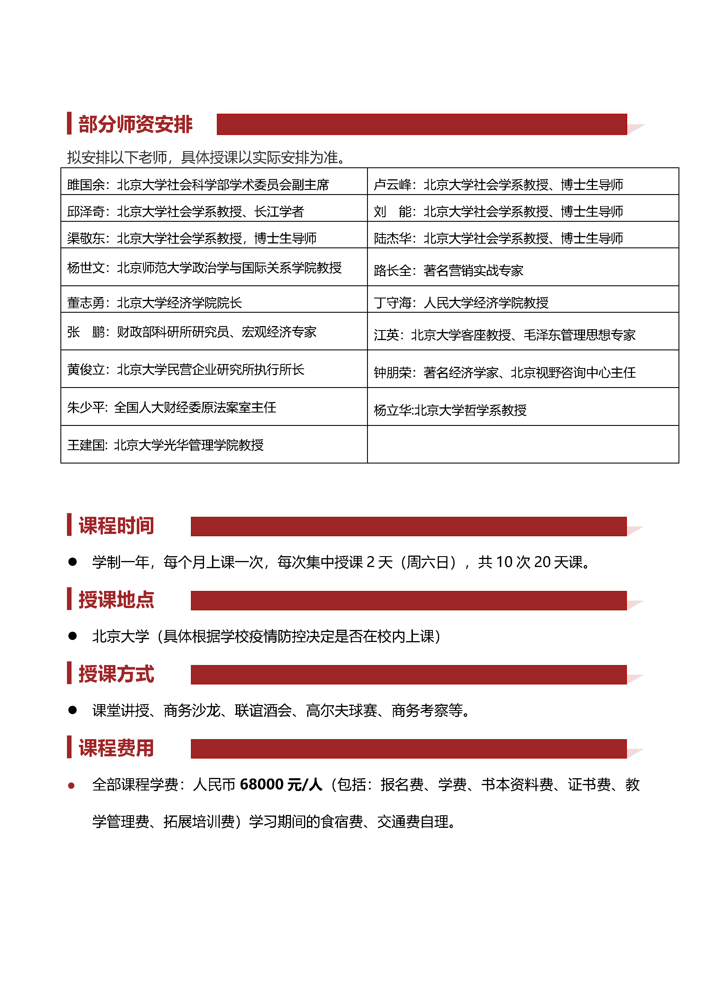 部分师资安排
拟安排以下老师，具体授课以实际安排为准。
雎国余：北京大学社会科学部学术委员会副主席
卢云峰：北京大学社会学系教授、博士生导师
邱泽奇：北京大学社会学系教授、长江学者
刘　能：北京大学社会学系教授、博士生导师
渠敬东：北京大学社会学系教授，博士生导师
陆杰华：北京大学社会学系教授、博士生导师
杨世文：北京师范大学政治学与国际关系学院教授
路长全：著名营销实战专家
董志勇：北京大学经济学院院长
丁守海：人民大学经济学院教授
张　鹏：财政部科研所研究员、宏观经济专家
江英：北京大学客座教授、毛泽东管理思想专家
黄俊立：北京大学民营企业研究所执行所长
钟朋荣：著名经济学家、北京视野咨询中心主任
朱少平: 全国人大财经委原法案室主任
杨立华:北京大学哲学系教授
王建国: 北京大学光华管理学院教授
课程时间
● 学制一年，每个月上课一次，每次集中授课 2 天（周六日），共 10 次 20 天课。
授课地点
● 北京大学（具体根据学校疫情防控决定是否在校内上课）
授课方式
● 课堂讲授、商务沙龙、联谊酒会、高尔夫球赛、商务考察等。
课程费用
● 全部课程学费：人民币 68000 元/人（包括：报名费、学费、书本资料费、证书费、教
学管理费、拓展培训费）学习期间的食宿费、交通费自理。